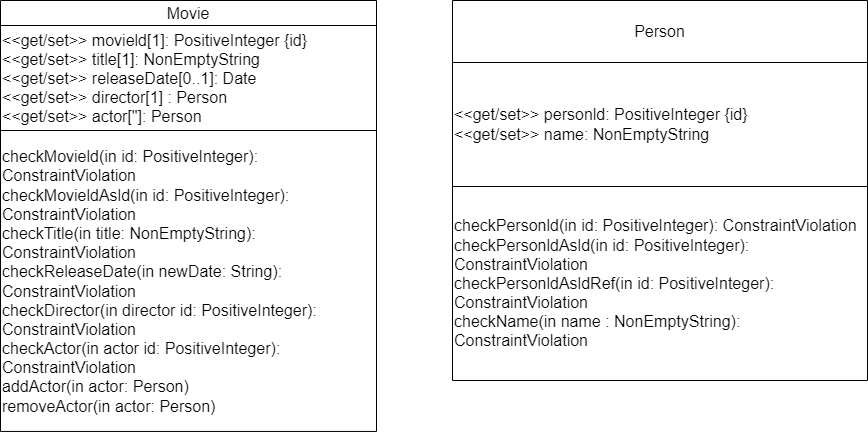 Movie
<<get/set>> movieId[1]: PositiveInteger {id}
<<get/set>> title[1]: NonEmptyString
<<get/set>> releaseDate[0..1]: Date
<<get/set>> director[1] : Person
<<get/set>> actor["]: Person
checkMovieId(in id: PositiveInteger):
ConstraintViolation
checkMovieIdAsId(in id: PositiveInteger):
ConstraintViolation
checkTitle(in title: NonEmptyString):
ConstraintViolation
checkReleaseDate(in newDate: String):
ConstraintViolation
checkDirector(in director id: PositiveInteger):
ConstraintViolation
checkActor(in actor id: PositiveInteger):
ConstraintViolation
addActor(in actor: Person)
removeActor(in actor: Person)
Person
<<get/set>> personId: PositiveInteger {id}
<<get/set>> name: NonEmptyString
checkPersonId(in id: PositiveInteger): ConstraintViolation
checkPersonIdAsId(in id: PositiveInteger):
ConstraintViolation
checkPersonIdAsIdRef(in id: PositiveInteger):
ConstraintViolation
checkName(in name : NonEmptyString):
ConstraintViolation